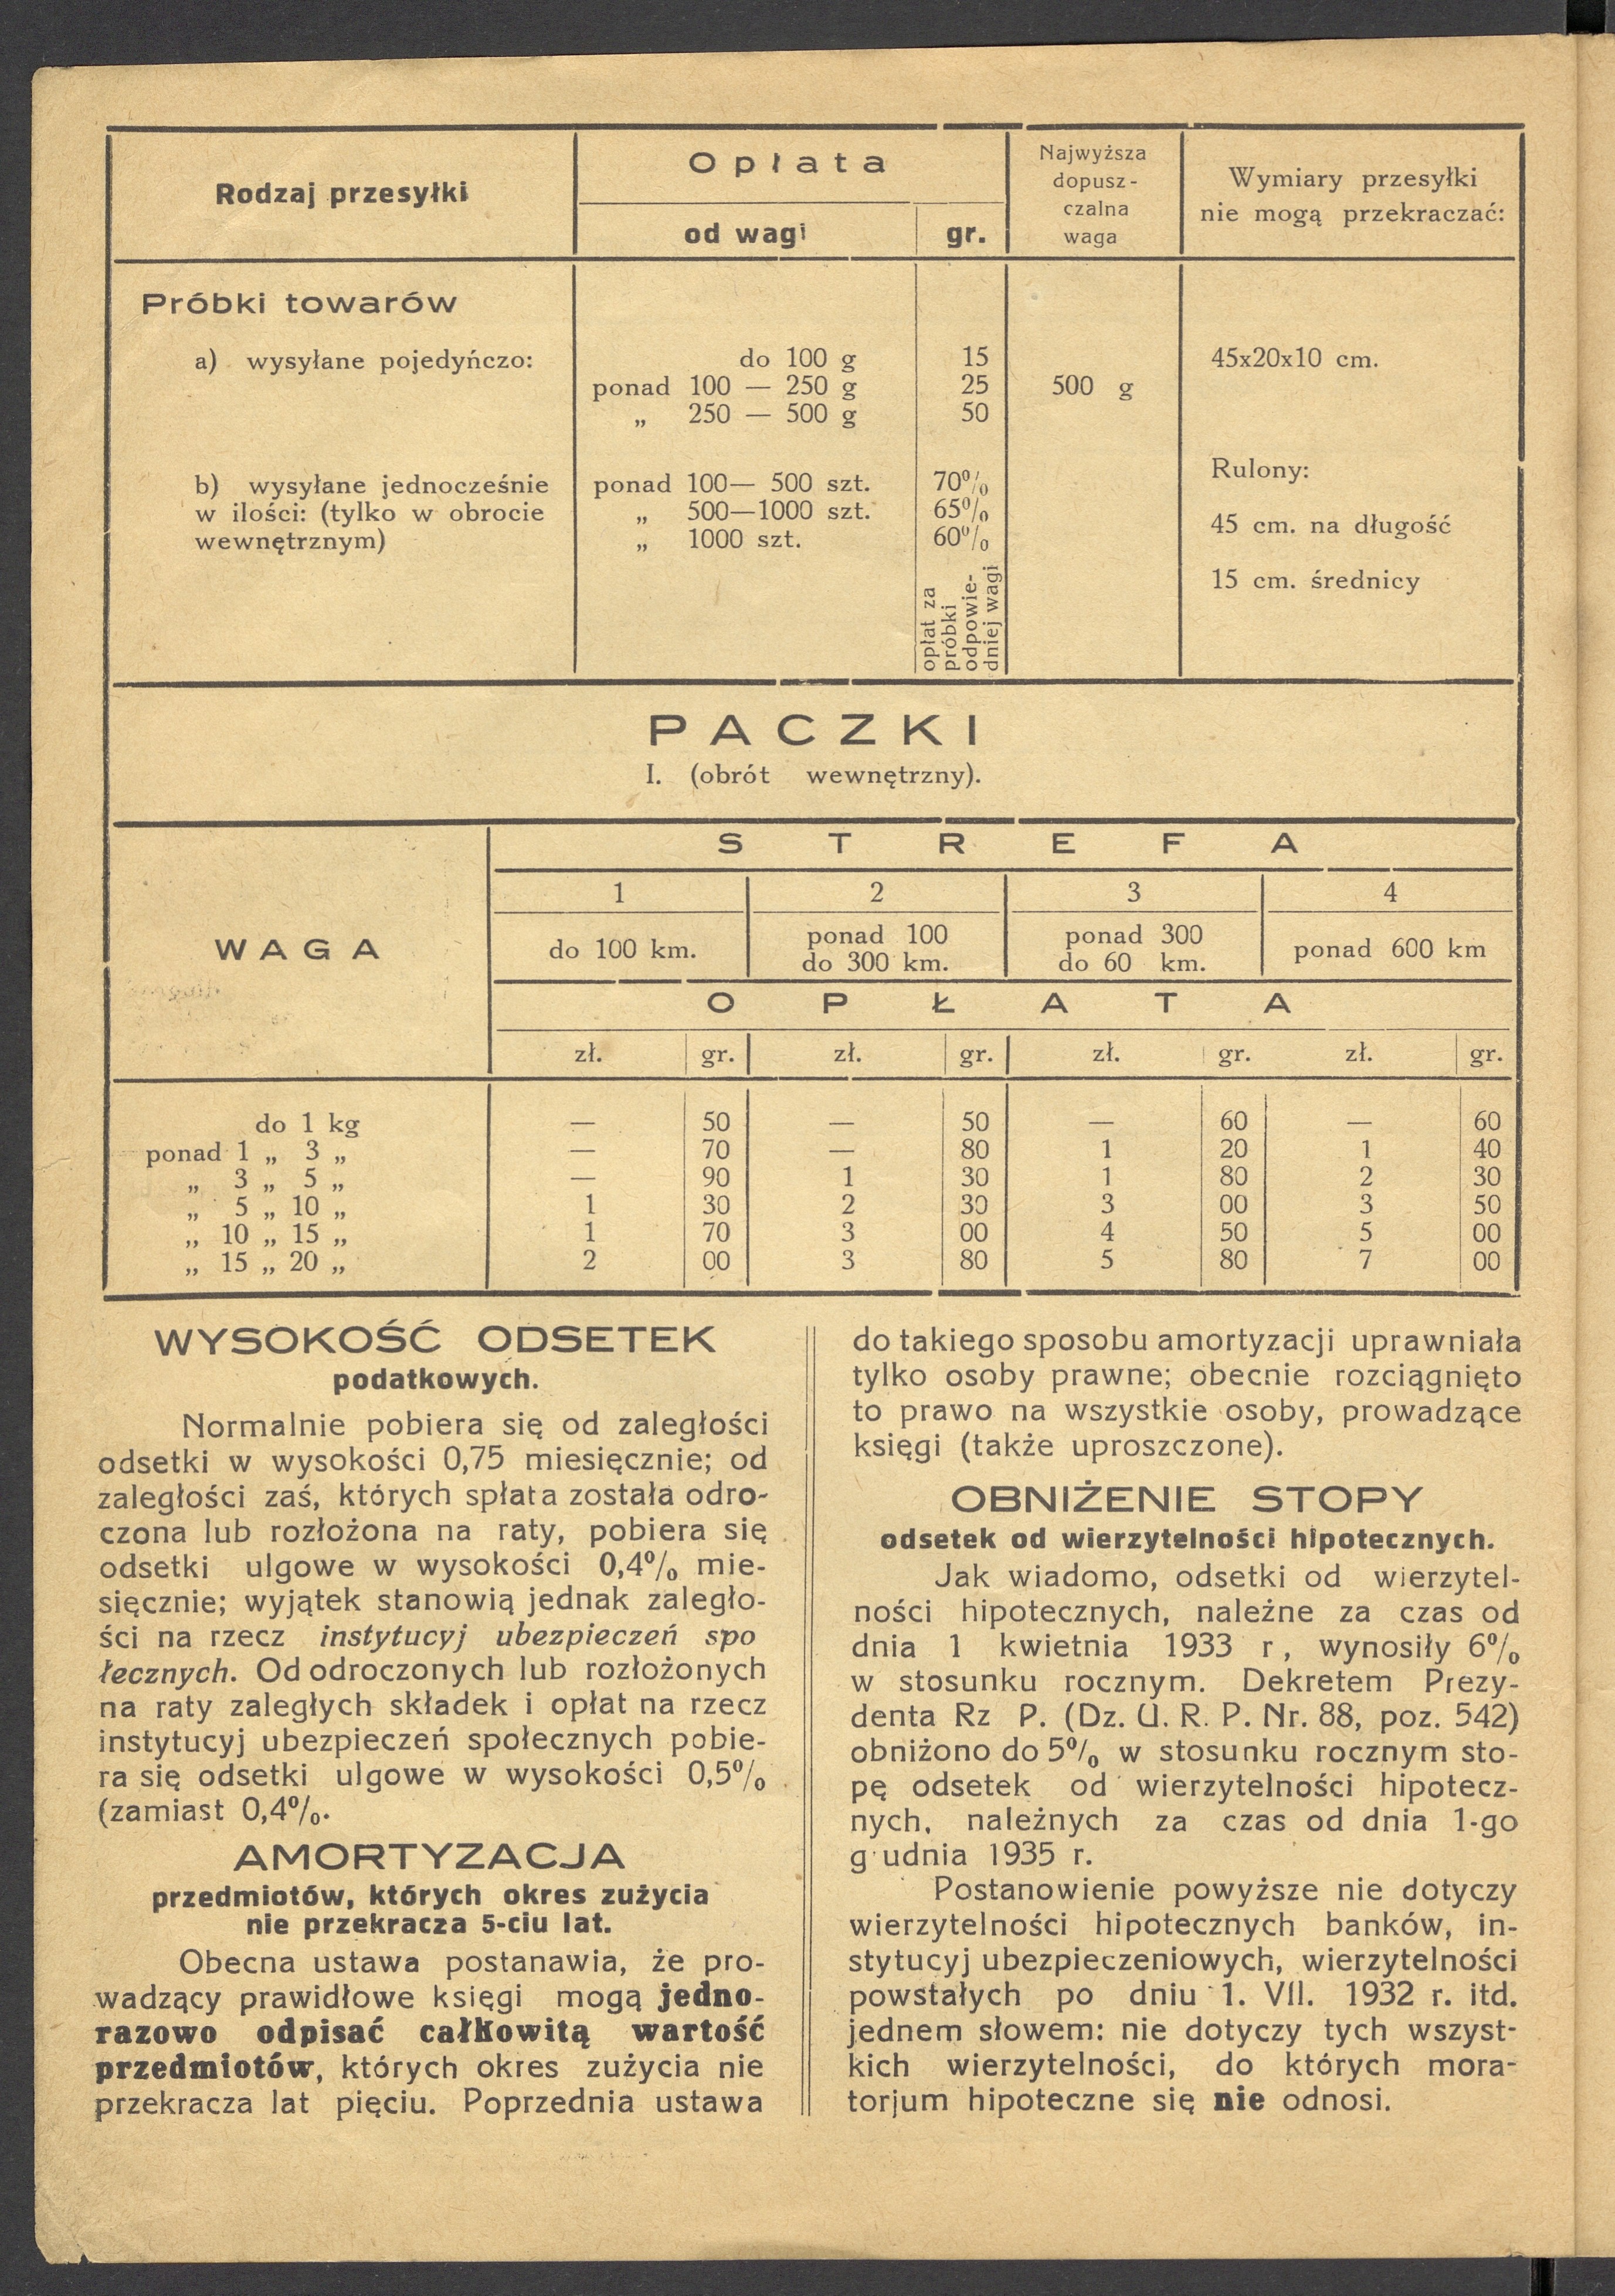 Rodzaj przesyłki
Opłata
od wagi
gr.
Najwyższa
dopusz-
czalna
waga
Wymiary przesyłki
nie mogą przekraczać:
Próbki towarów
a) wysyłane pojedyńczo:
do 100 g 15
ponad 100 — 250 g 25
„ 250 — 500 g 50
500 g
45x20x10 cm.
b) wysyłane jednocześnie
w ilości: (tylko w obrocie
wewnętrznym)
ponad 100— 500 szt. 70%
„ 500—1000 szt. 65%
„ 1000 szt. 60%
opłat za
próbki
odpowie-
dniej wagi
Rulony:
45 cm. na długość
15 cm. średnicy
PACZKI
I. (obrót wewnętrzny).
WAGA
STREFA
1 2 3 4
do 100 km.
ponad 100
do 300 km.
ponad 300
do 60 km.
ponad 600 km
OPŁATA
zł. gr. zł. gr. zł. gr. zł. gr.
do 1 kg — 50 — 50 — 60 — 60
ponad 1 „ 3 „ — 70 — 80 1 20 1 40
„ 3 „ 5 „ — 90 1 30 1 80 2 30
„ 5 „ 10 „ 1 30 2 30 3 00 3 50
„ 10 „ 15 „ 1 70 3 00 4 50 5 00
„ 15 „ 20 „ 2 00 3 80 5 80 7 00
WYSOKOŚĆ ODSETEK
podatkowych.
Normalnie pobiera się od zaległości
odsetki w wysokości 0,75 miesięcznie; od
zaległości zaś, których spłata została odro-
czona lub rozłożona na raty, pobiera się
odsetki ulgowe w wysokości 0,4% mie-
sięcznie; wyjątek stanowią jednak zaległo-
ści na rzecz instytucyj ubezpieczeń spo
łecznych. Od odroczonych lub rozłożonych
na raty zaległych składek i opłat na rzecz
instytucyj ubezpieczeń społecznych pobie-
ra się odsetki ulgowe w wysokości 0,5%
(zamiast 0,4%.
AMORTYZACJA
przedmiotów, których okres zużycia
nie przekracza 5-ciu lat.
Obecna ustawa postanawia, że pro-
wadzący prawidłowe księgi mogą jedno-
razowo odpisać całkowitą wartość
przedmiotów, których okres zużycia nie
przekracza lat pięciu. Poprzednia ustawa
do takiego sposobu amortyzacji uprawniała
tylko osoby prawne; obecnie rozciągnięto
to prawo na wszystkie osoby, prowadzące
księgi (także uproszczone).
OBNIŻENIE STOPY
odsetek od wierzytelności hipotecznych.
Jak wiadomo, odsetki od wierzytel-
ności hipotecznych, należne za czas od
dnia 1 kwietnia 1933 r, wynosiły 6%
w stosunku rocznym. Dekretem Prezy-
denta Rz P. (Dz. U. R. P. Nr. 88, poz. 542)
obniżono do 5% w stosunku rocznym sto-
pę odsetek od wierzytelności hipotecz-
nych, należnych za czas od dnia 1-go
g udnia 1935 r.
Postanowienie powyższe nie dotyczy
wierzytelności hipotecznych banków, in-
stytucyj ubezpieczeniowych, wierzytelności
powstałych po dniu 1. VII. 1932 r. itd.
jednem słowem: nie dotyczy tych wszyst-
kich wierzytelności, do których mora-
torjum hipoteczne się nie odnosi.